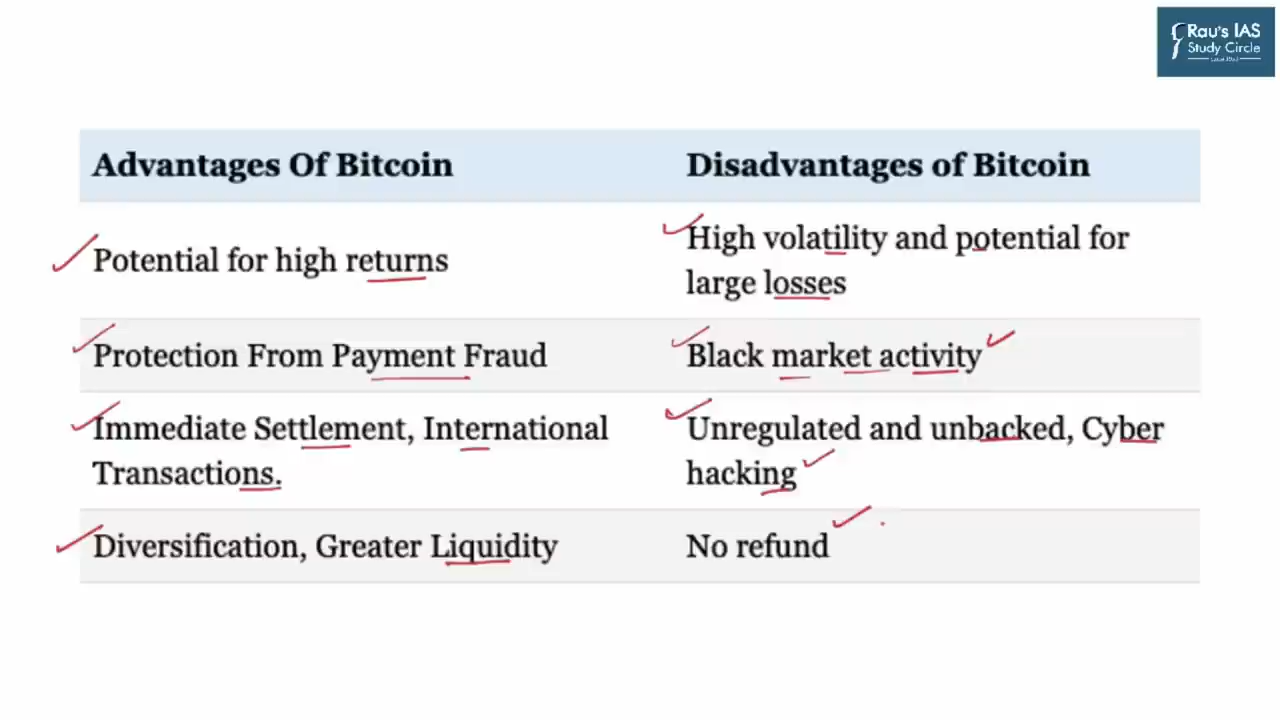 Rau's IAS
Study Circle
Advantages Of Bitcoin
Disadvantages of Bitcoin
Potential for high returns
High volatility and potential for
large losses
Protection From Payment Fraud
Black market activity
Immediate Settlement, International
Transactions.
Unregulated and unbacked, Cyber
hacking
Diversification, Greater Liquidity
No refund